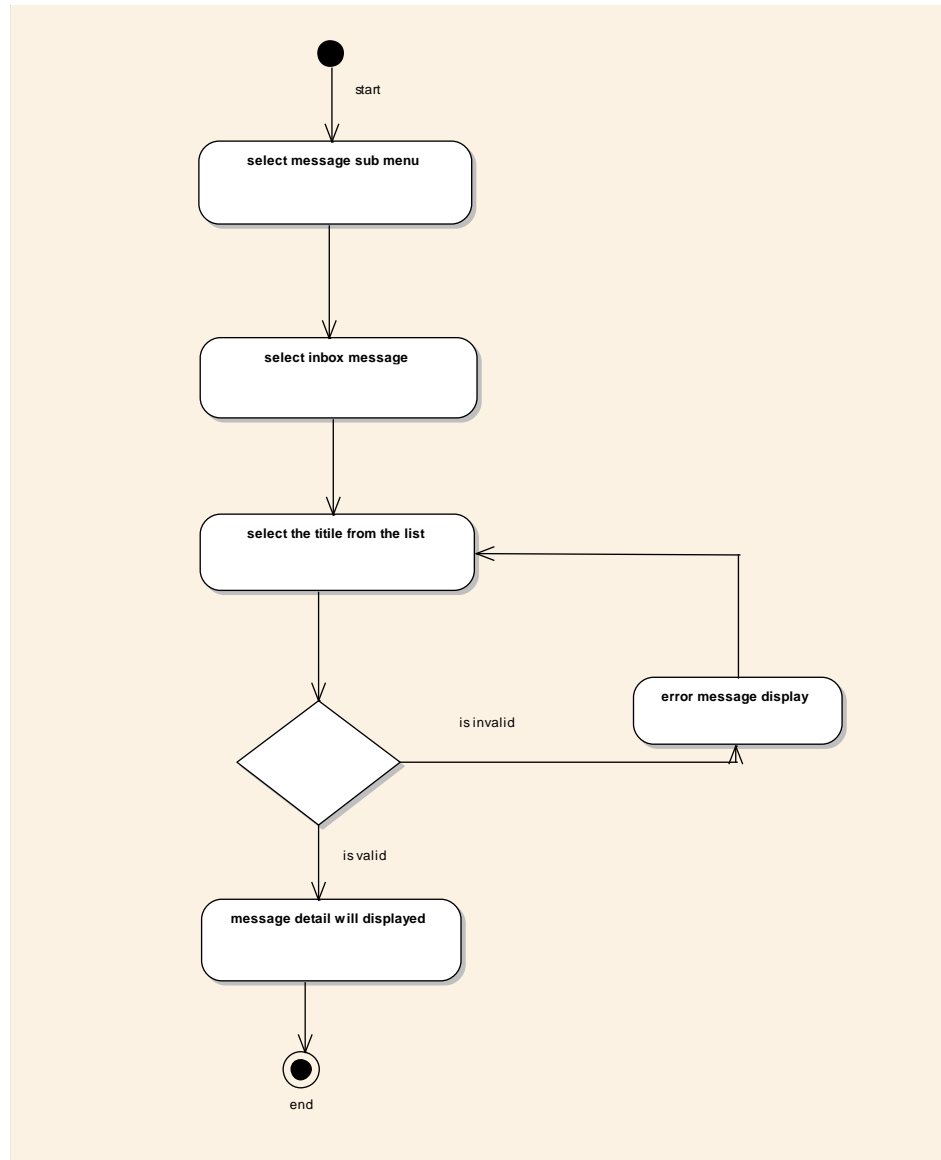 start
select message sub menu
select inbox message
select the titile from the list
error message display
is invalid
is valid
message detail will displayed
end